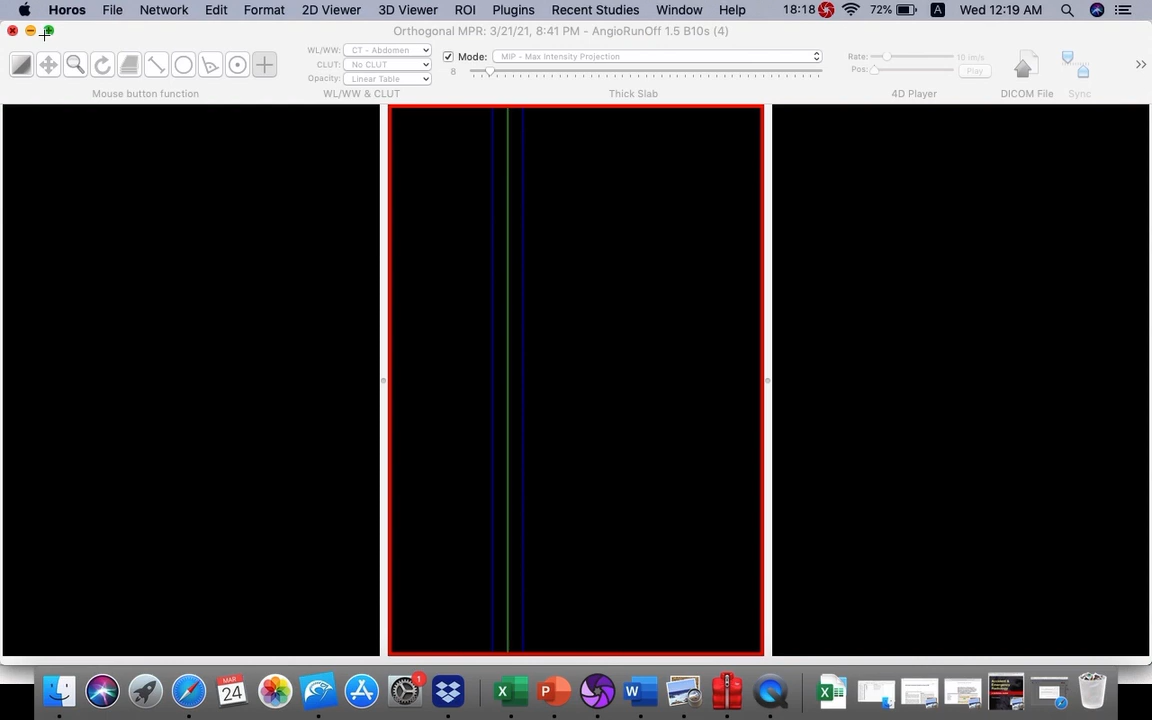 Horos File Network Edit Format 2D Viewer 3D Viewer ROI Plugins Recent Studies Window Help 18:18 72% A Wed 12:19 AM
Orthogonal MPR: 3/21/21, 8:41 PM - AngioRunOff 1.5 B10s (4)
WL/WW: CT - Abdomen Mode: MIP - Max Intensity Projection Rate: 10 im/s
CLUT: No CLUT 8 Pos: Play
Opacity: Linear Table
Mouse button function WL/WW & CLUT Thick Slab 4D Player DICOM File Sync
MAR 1
24